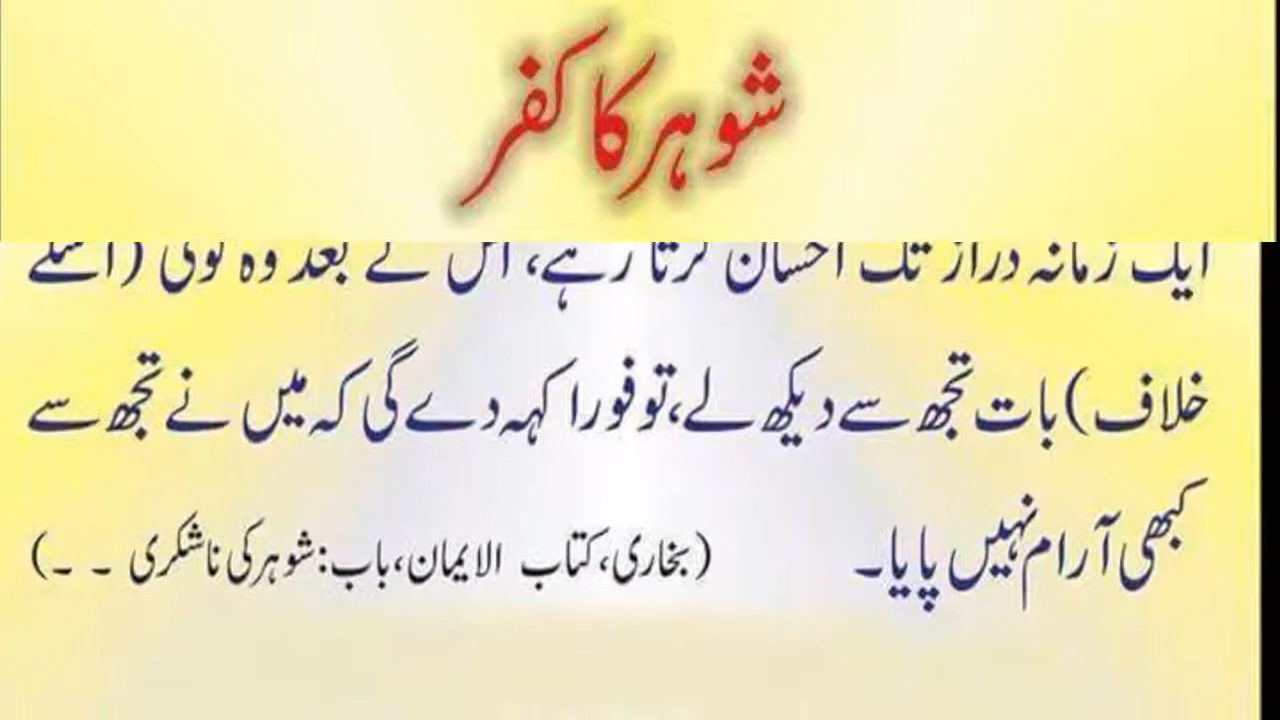 شوہر کا کفر
ایک زمانہ دراز تک احسان کرتا رہے، اس کے بعد وہ کوئی (اسکے
خلاف) بات تجھ سے دیکھ لے، تو فورا کہہ دے گی کہ میں نے تجھ سے
کبھی آرام نہیں پایا۔
(بخاری، کتاب الایمان، باب: شوہر کی ناشکری ۔ ۔)